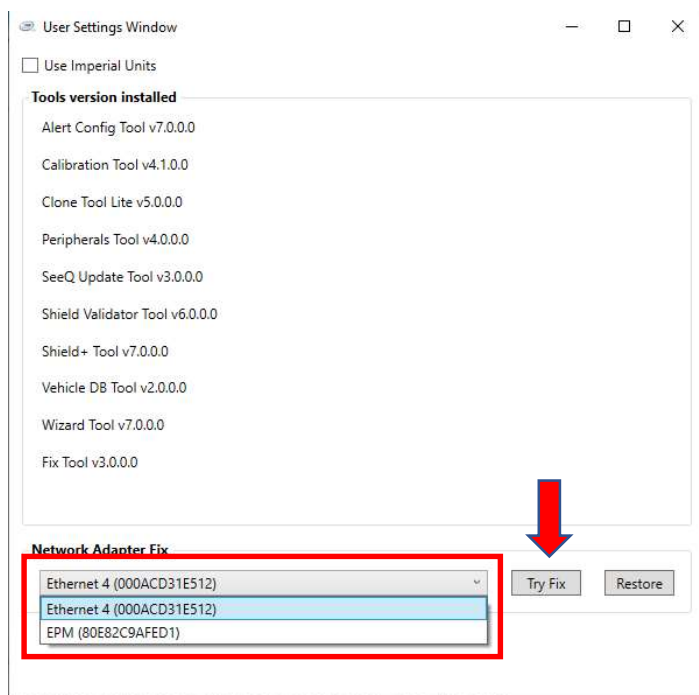 User Settings Window
Use Imperial Units
Tools version installed
Alert Config Tool v7.0.0.0
Calibration Tool v4.1.0.0
Clone Tool Lite v5.0.0.0
Peripherals Tool v4.0.0.0
SeeQ Update Tool v3.0.0.0
Shield Validator Tool v6.0.0.0
Shield+ Tool v7.0.0.0
Vehicle DB Tool v2.0.0.0
Wizard Tool v7.0.0.0
Fix Tool v3.0.0.0
Network Adapter Fix
Ethernet 4 (000ACD31E512) Try Fix Restore
Ethernet 4 (000ACD31E512)
EPM (80E82C9AFED1)